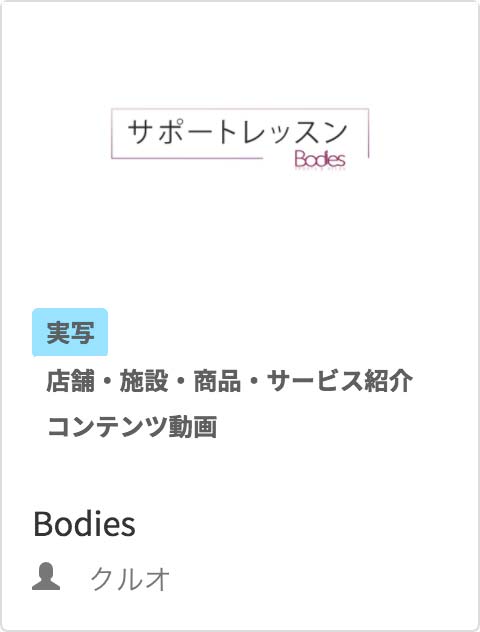 サポートレッスン
Bodies
実写
店舗・施設・商品・サービス紹介
コンテンツ動画
Bodies
クルオ